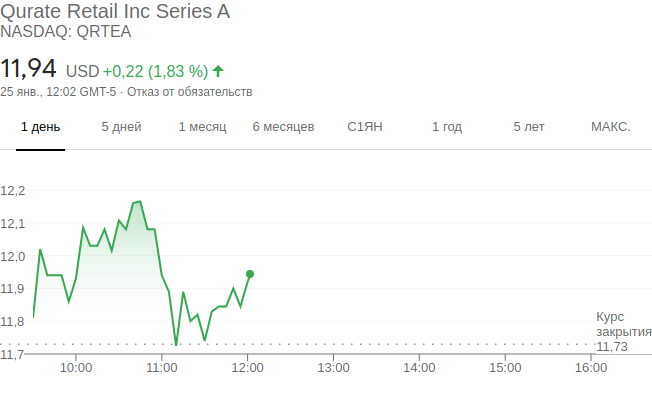 Qurate Retail Inc Series A
NASDAQ: QRTEA
11,94 USD +0,22 (1,83 %)
25 янв., 12:02 GMT-5 · Отказ от обязательств
1 день 5 дней 1 месяц 6 месяцев С1ЯН 1 год 5 лет МАКС.
12,2
12,1
12,0
11,9
11,8
11,7
Курс
закрытия
11,73
10:00 11:00 12:00 13:00 14:00 15:00 16:00